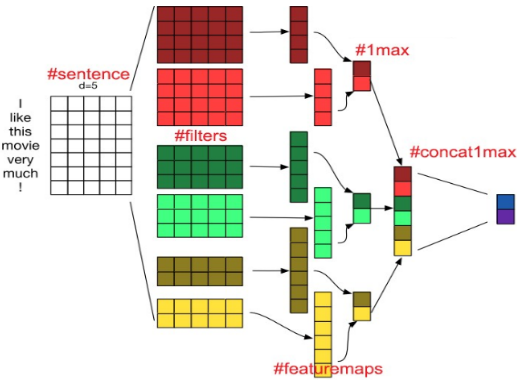 #sentence
d=5
I
like
this
movie
very
much
!
#filters
#1max
#concat1max
#featuremaps